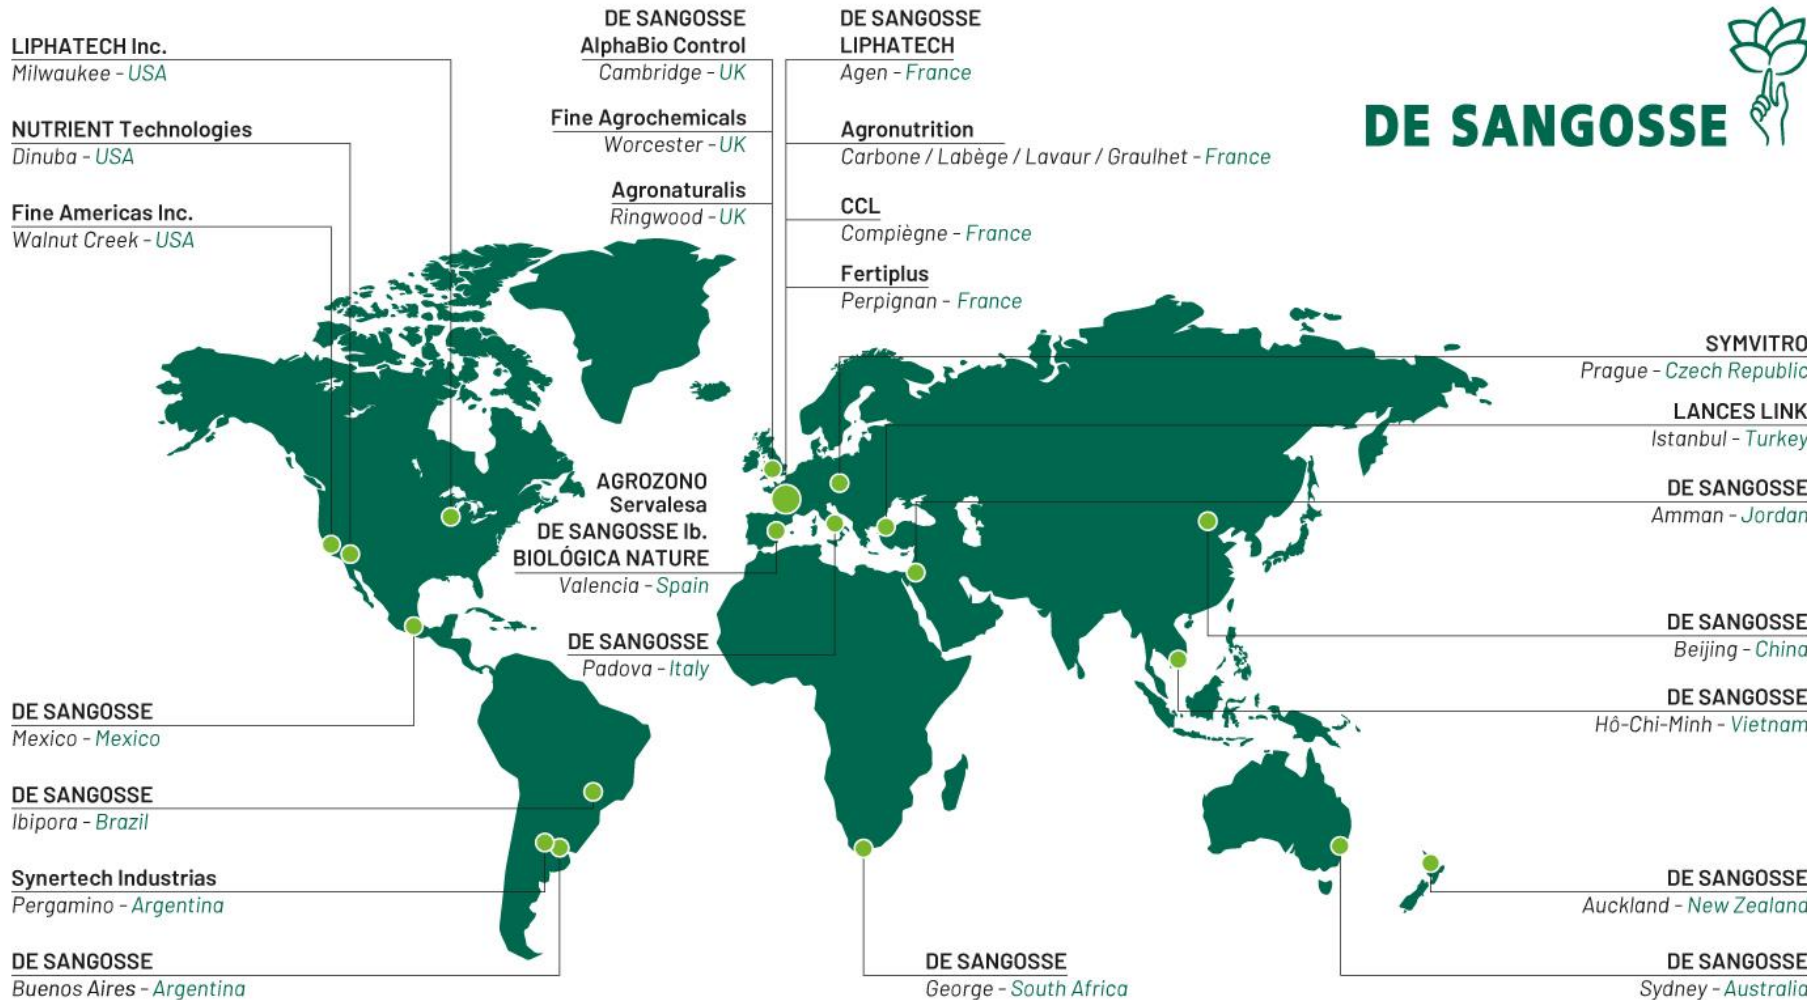 LIPHATECH Inc.
Milwaukee - USA
NUTRIENT Technologies
Dinuba - USA
Fine Americas Inc.
Walnut Creek - USA
DE SANGOSSE
AlphaBio Control
Cambridge - UK
Fine Agrochemicals
Worcester - UK
Agronaturalis
Ringwood - UK
DE SANGOSSE
LIPHATECH
Agen - France
Agronutrition
Carbone / Labège / Lavaur / Graulhet - France
CCL
Compiègne - France
Fertiplus
Perpignan - France
DE SANGOSSE
SYMVITRO
Prague - Czech Republic
LANCES LINK
Istanbul - Turkey
DE SANGOSSE
Amman - Jordan
DE SANGOSSE
Beijing - China
DE SANGOSSE
Hô-Chi-Minh - Vietnam
AGROZONO
Servalesa
DE SANGOSSE Ib.
BIOLÓGICA NATURE
Valencia - Spain
DE SANGOSSE
Padova - Italy
DE SANGOSSE
Mexico - Mexico
DE SANGOSSE
Ibipora - Brazil
Synertech Industrias
Pergamino - Argentina
DE SANGOSSE
Buenos Aires - Argentina
DE SANGOSSE
George - South Africa
DE SANGOSSE
Auckland - New Zealand
DE SANGOSSE
Sydney - Australia